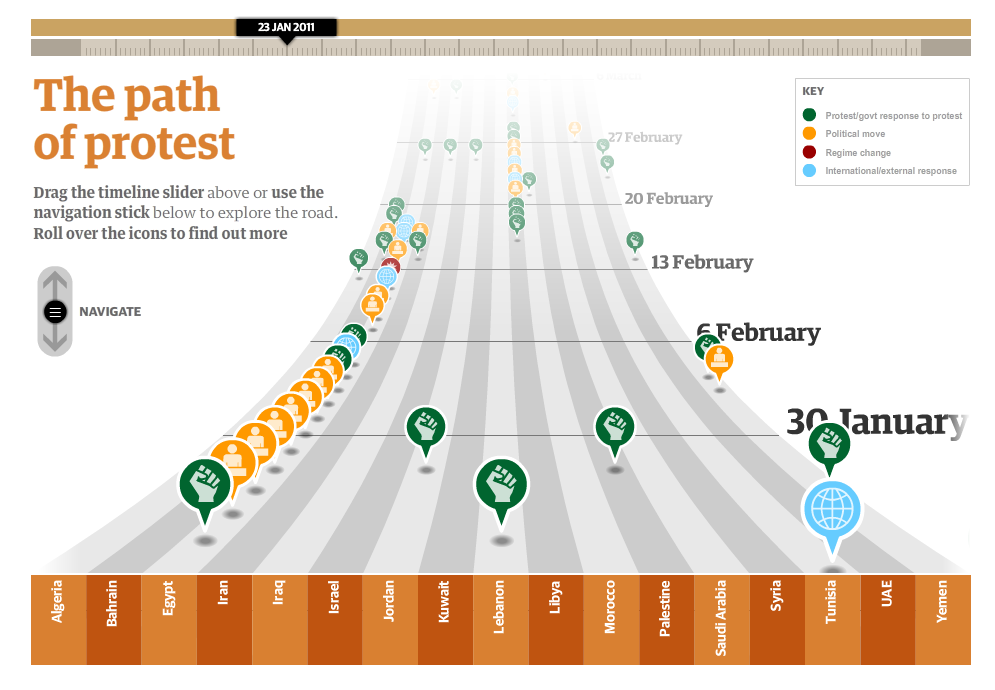 23 JAN 2011
The path
of protest
Drag the timeline slider above or use the
navigation stick below to explore the road.
Roll over the icons to find out more
NAVIGATE
KEY
Protest/govt response to protest
Political move
Regime change
International/external response
27 February
20 February
13 February
6 February
30 January
Algeria
Bahrain
Egypt
Iran
Iraq
Israel
Jordan
Kuwait
Lebanon
Libya
Morocco
Palestine
Saudi Arabia
Syria
Tunisia
UAE
Yemen